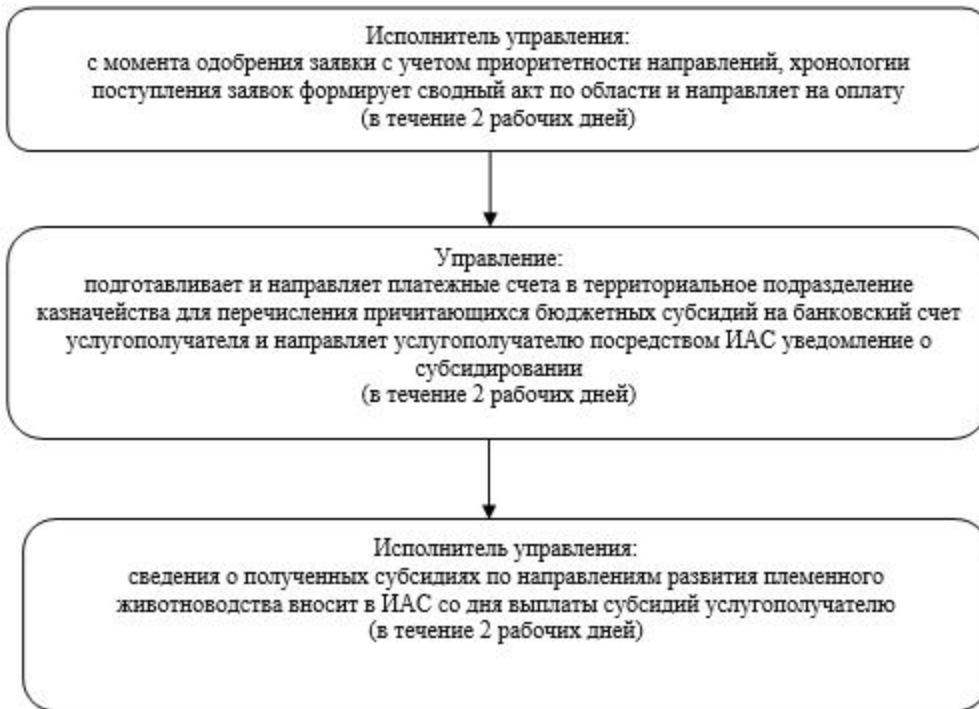 Исполнитель управления:
с момента одобрения заявки с учетом приоритетности направлений, хронологии
поступления заявок формирует сводный акт по области и направляет на оплату
(в течение 2 рабочих дней)
Управление:
подготавливает и направляет платежные счета в территориальное подразделение
казначейства для перечисления причитающихся бюджетных субсидий на банковский счет
услугополучателя и направляет услугополучателю посредством ИАС уведомление о
субсидировании
(в течение 2 рабочих дней)
Исполнитель управления:
сведения о полученных субсидиях по направлениям развития племенного
животноводства вносит в ИАС со дня выплаты субсидий услугополучателю
(в течение 2 рабочих дней)